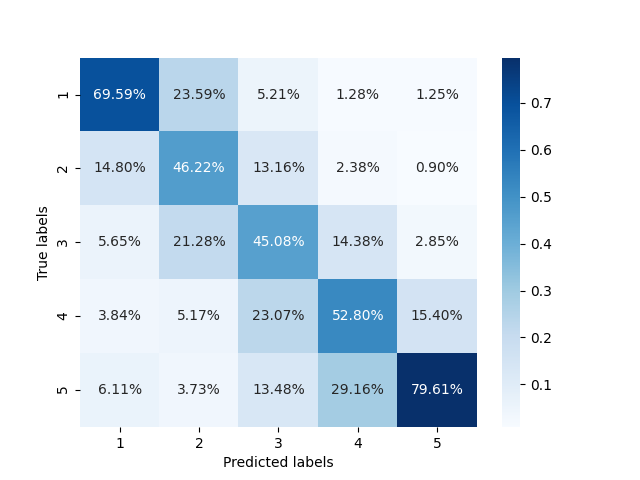 1 69.59% 23.59% 5.21% 1.28% 1.25%
2 14.80% 46.22% 13.16% 2.38% 0.90%
3 5.65% 21.28% 45.08% 14.38% 2.85%
4 3.84% 5.17% 23.07% 52.80% 15.40%
5 6.11% 3.73% 13.48% 29.16% 79.61%
1 2 3 4 5
Predicted labels
True labels
0.7
0.6
0.5
0.4
0.3
0.2
0.1